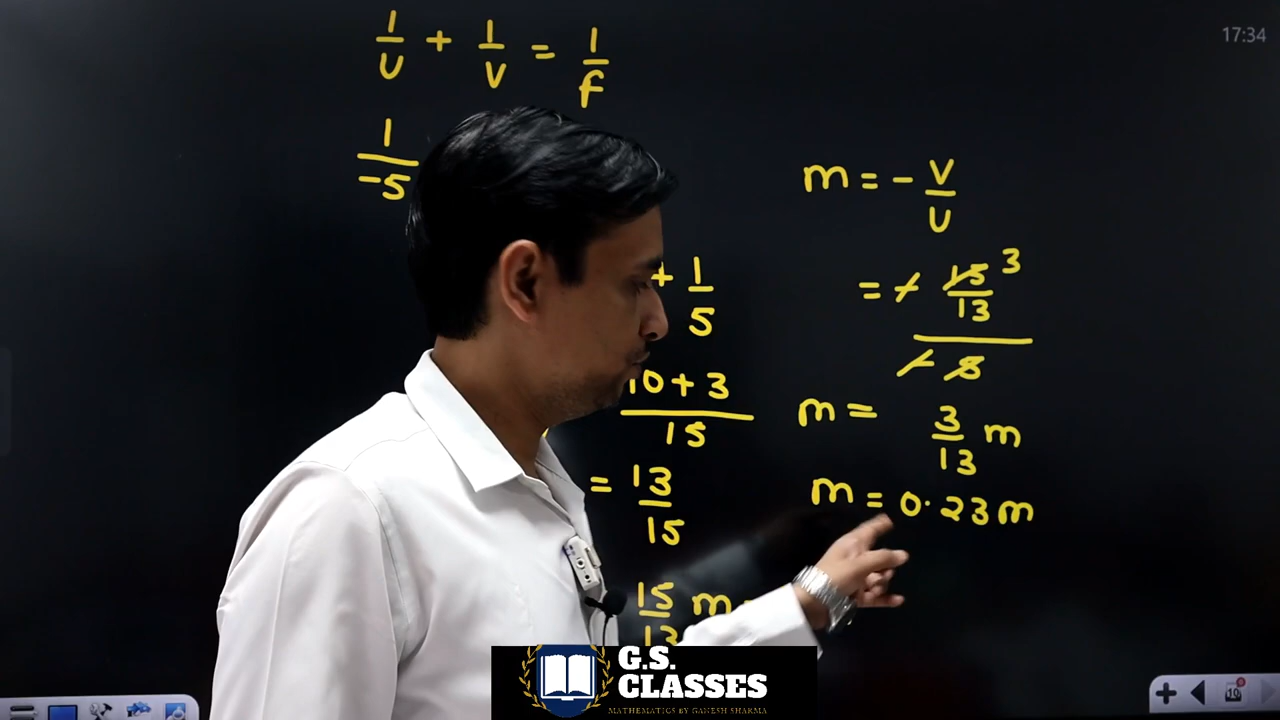 17:34
1/U + 1/V = 1/f
1/-5
+ 1/5
10 + 3 / 15
= 13/15
15/13 m
m = - V/U
= - 15/13 3
- 5
m = 3/13 m
m = 0.23m
G.S.
CLASSES
MATHEMATICS BY GANESH SHARMA